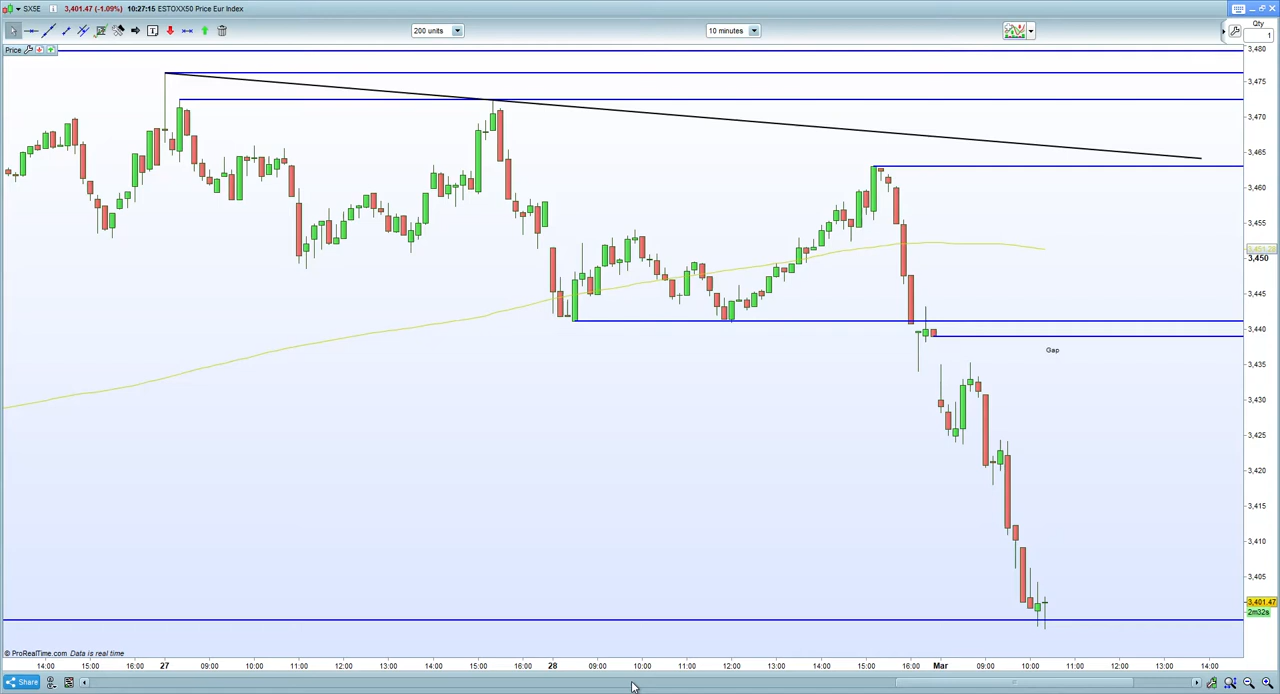 SX5E 3,401.47 (-1.09%) 10:27:15 ESTOXX50 Price Eur Index
200 units 10 minutes Qty
1
Price
3,480
3,475
3,470
3,465
3,460
3,455
3,450
3,445
3,440
Gap
3,435
3,430
3,425
3,420
3,415
3,410
3,405
3,401.47
2m32s
© ProRealTime.com Data is real time
14:00 15:00 16:00 27 09:00 10:00 11:00 12:00 13:00 14:00 15:00 16:00 28 09:00 10:00 11:00 12:00 13:00 14:00 15:00 16:00 Mar 09:00 10:00 11:00 12:00 13:00 14:00
Share